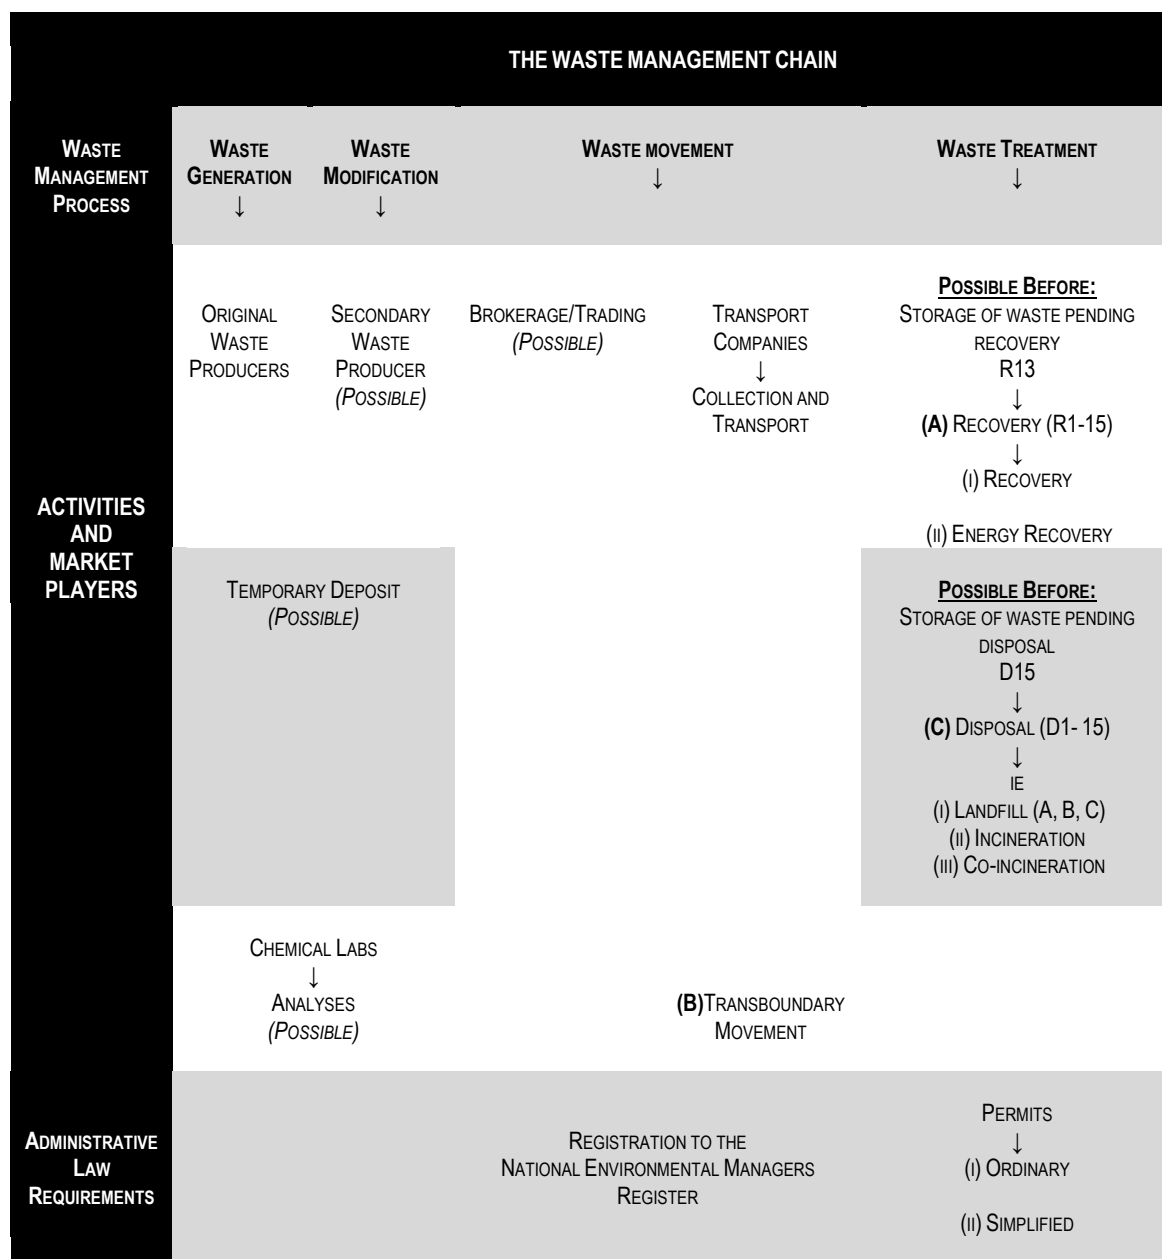 THE WASTE MANAGEMENT CHAIN
WASTE
MANAGEMENT
PROCESS
WASTE
GENERATION
↓
WASTE
MODIFICATION
↓
WASTE MOVEMENT
↓
WASTE TREATMENT
↓
ACTIVITIES
AND
MARKET
PLAYERS
ORIGINAL
WASTE
PRODUCERS
SECONDARY
WASTE
PRODUCER
(POSSIBLE)
BROKERAGE/TRADING
(POSSIBLE)
TRANSPORT
COMPANIES
↓
COLLECTION AND
TRANSPORT
POSSIBLE BEFORE:
STORAGE OF WASTE PENDING
RECOVERY
R13
↓
(A) RECOVERY (R1-15)
↓
(I) RECOVERY
(II) ENERGY RECOVERY
TEMPORARY DEPOSIT
(POSSIBLE)
POSSIBLE BEFORE:
STORAGE OF WASTE PENDING
DISPOSAL
D15
↓
(C) DISPOSAL (D1- 15)
↓
IE
(I) LANDFILL (A, B, C)
(II) INCINERATION
(III) CO-INCINERATION
CHEMICAL LABS
↓
ANALYSES
(POSSIBLE)
(B)TRANSBOUNDARY
MOVEMENT
ADMINISTRATIVE
LAW
REQUIREMENTS
REGISTRATION TO THE
NATIONAL ENVIRONMENTAL MANAGERS
REGISTER
PERMITS
↓
(I) ORDINARY
(II) SIMPLIFIED